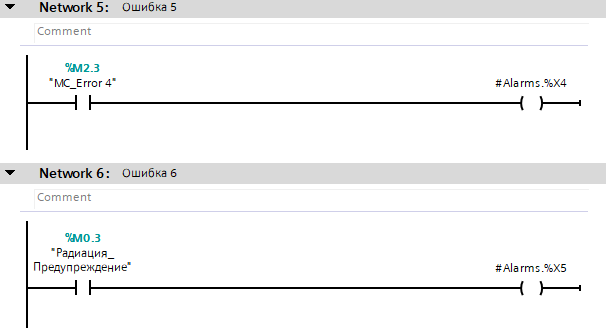 Network 5: Ошибка 5
Comment
%M2.3
"MC_Error 4"
#Alarms.%X4
Network 6: Ошибка 6
Comment
%M0.3
"Радиация_
Предупреждение"
#Alarms.%X5